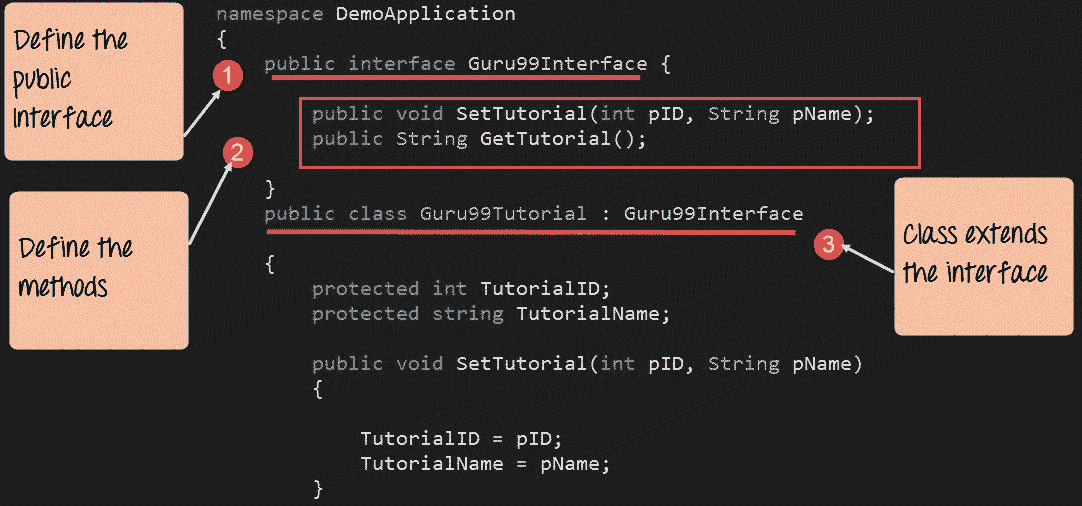 Define the
public
Interface
1
2
Define the
methods
namespace DemoApplication
{
public interface Guru99Interface {
public void SetTutorial(int pID, String pName);
public String GetTutorial();
}
public class Guru99Tutorial : Guru99Interface
{
protected int TutorialID;
protected string TutorialName;
public void SetTutorial(int pID, String pName)
{
TutorialID = pID;
TutorialName = pName;
}
3
Class extends
the interface